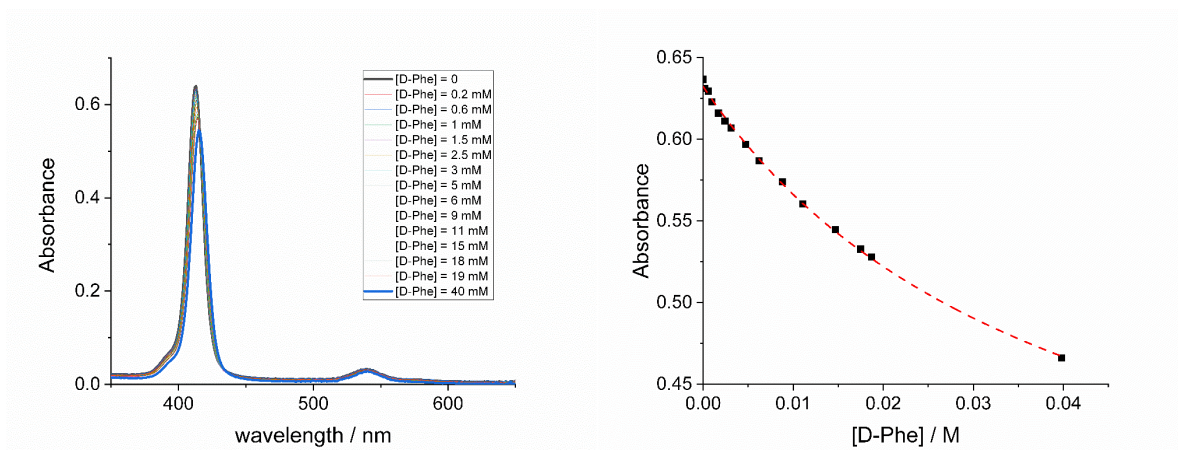 Absorbance
0.6
0.4
0.2
0.0
400
500
600
wavelength / nm
[D-Phe] = 0
[D-Phe] = 0.2 mM
[D-Phe] = 0.6 mM
[D-Phe] = 1 mM
[D-Phe] = 1.5 mM
[D-Phe] = 2.5 mM
[D-Phe] = 3 mM
[D-Phe] = 5 mM
[D-Phe] = 6 mM
[D-Phe] = 9 mM
[D-Phe] = 11 mM
[D-Phe] = 15 mM
[D-Phe] = 18 mM
[D-Phe] = 19 mM
[D-Phe] = 40 mM
Absorbance
0.65
0.60
0.55
0.50
0.45
0.00
0.01
0.02
0.03
0.04
[D-Phe] / M